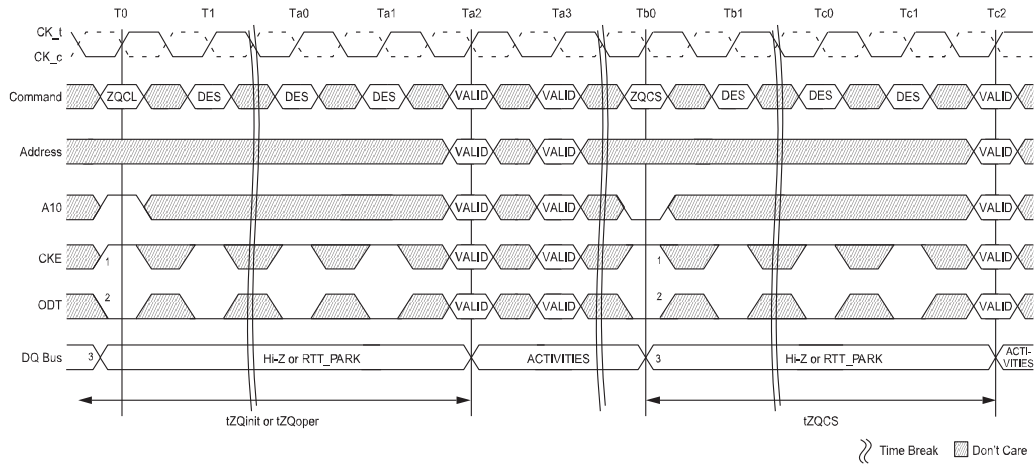 T0 T1 Ta0 Ta1 Ta2 Ta3 Tb0 Tb1 Tc0 Tc1 Tc2
CK_t
CK_c
Command ZQCL DES DES DES VALID VALID ZQCS DES DES DES VALID
Address VALID VALID VALID
A10 VALID VALID VALID
CKE 1 VALID VALID 1 VALID
ODT 2 VALID VALID 2 VALID
DQ Bus 3 Hi-Z or RTT_PARK ACTIVITIES 3 Hi-Z or RTT_PARK ACTI-
VITIES
tZQinit or tZQoper tZQCS
Time Break Don't Care